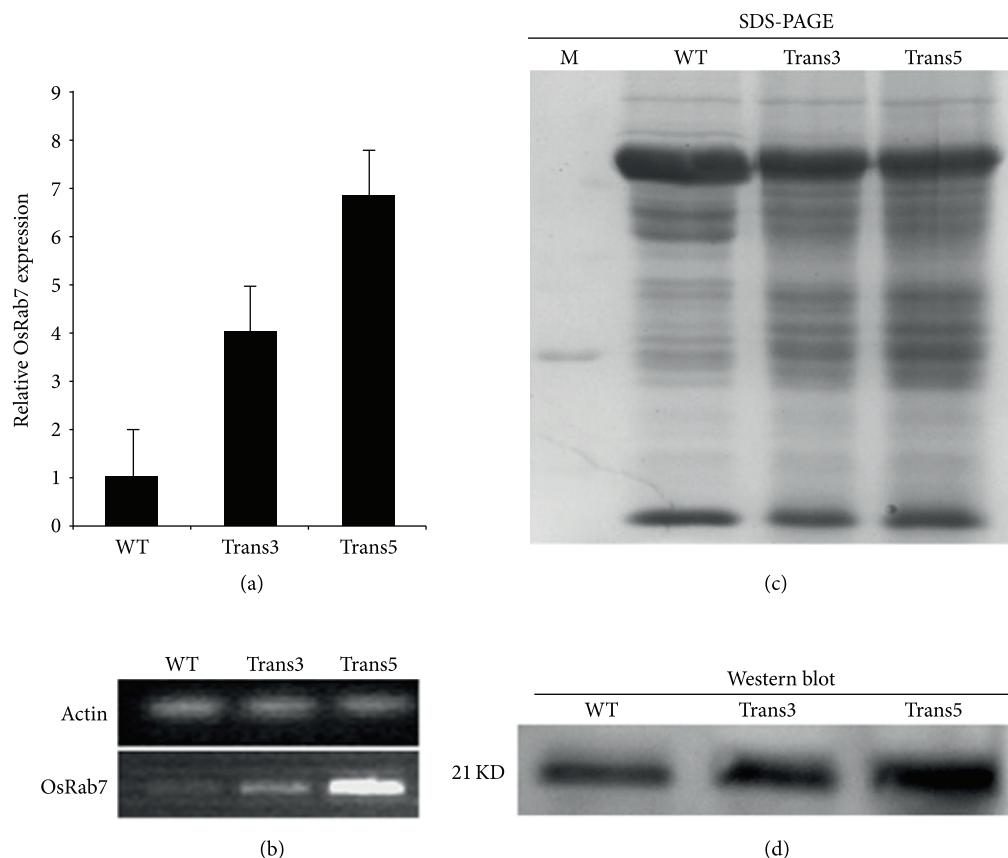 Relative OsRab7 expression
9
8
7
6
5
4
3
2
1
0
WT Trans3 Trans5
(a)
WT Trans3 Trans5
Actin
OsRab7
(b)
SDS-PAGE
M WT Trans3 Trans5
(c)
Western blot
WT Trans3 Trans5
21 KD
(d)